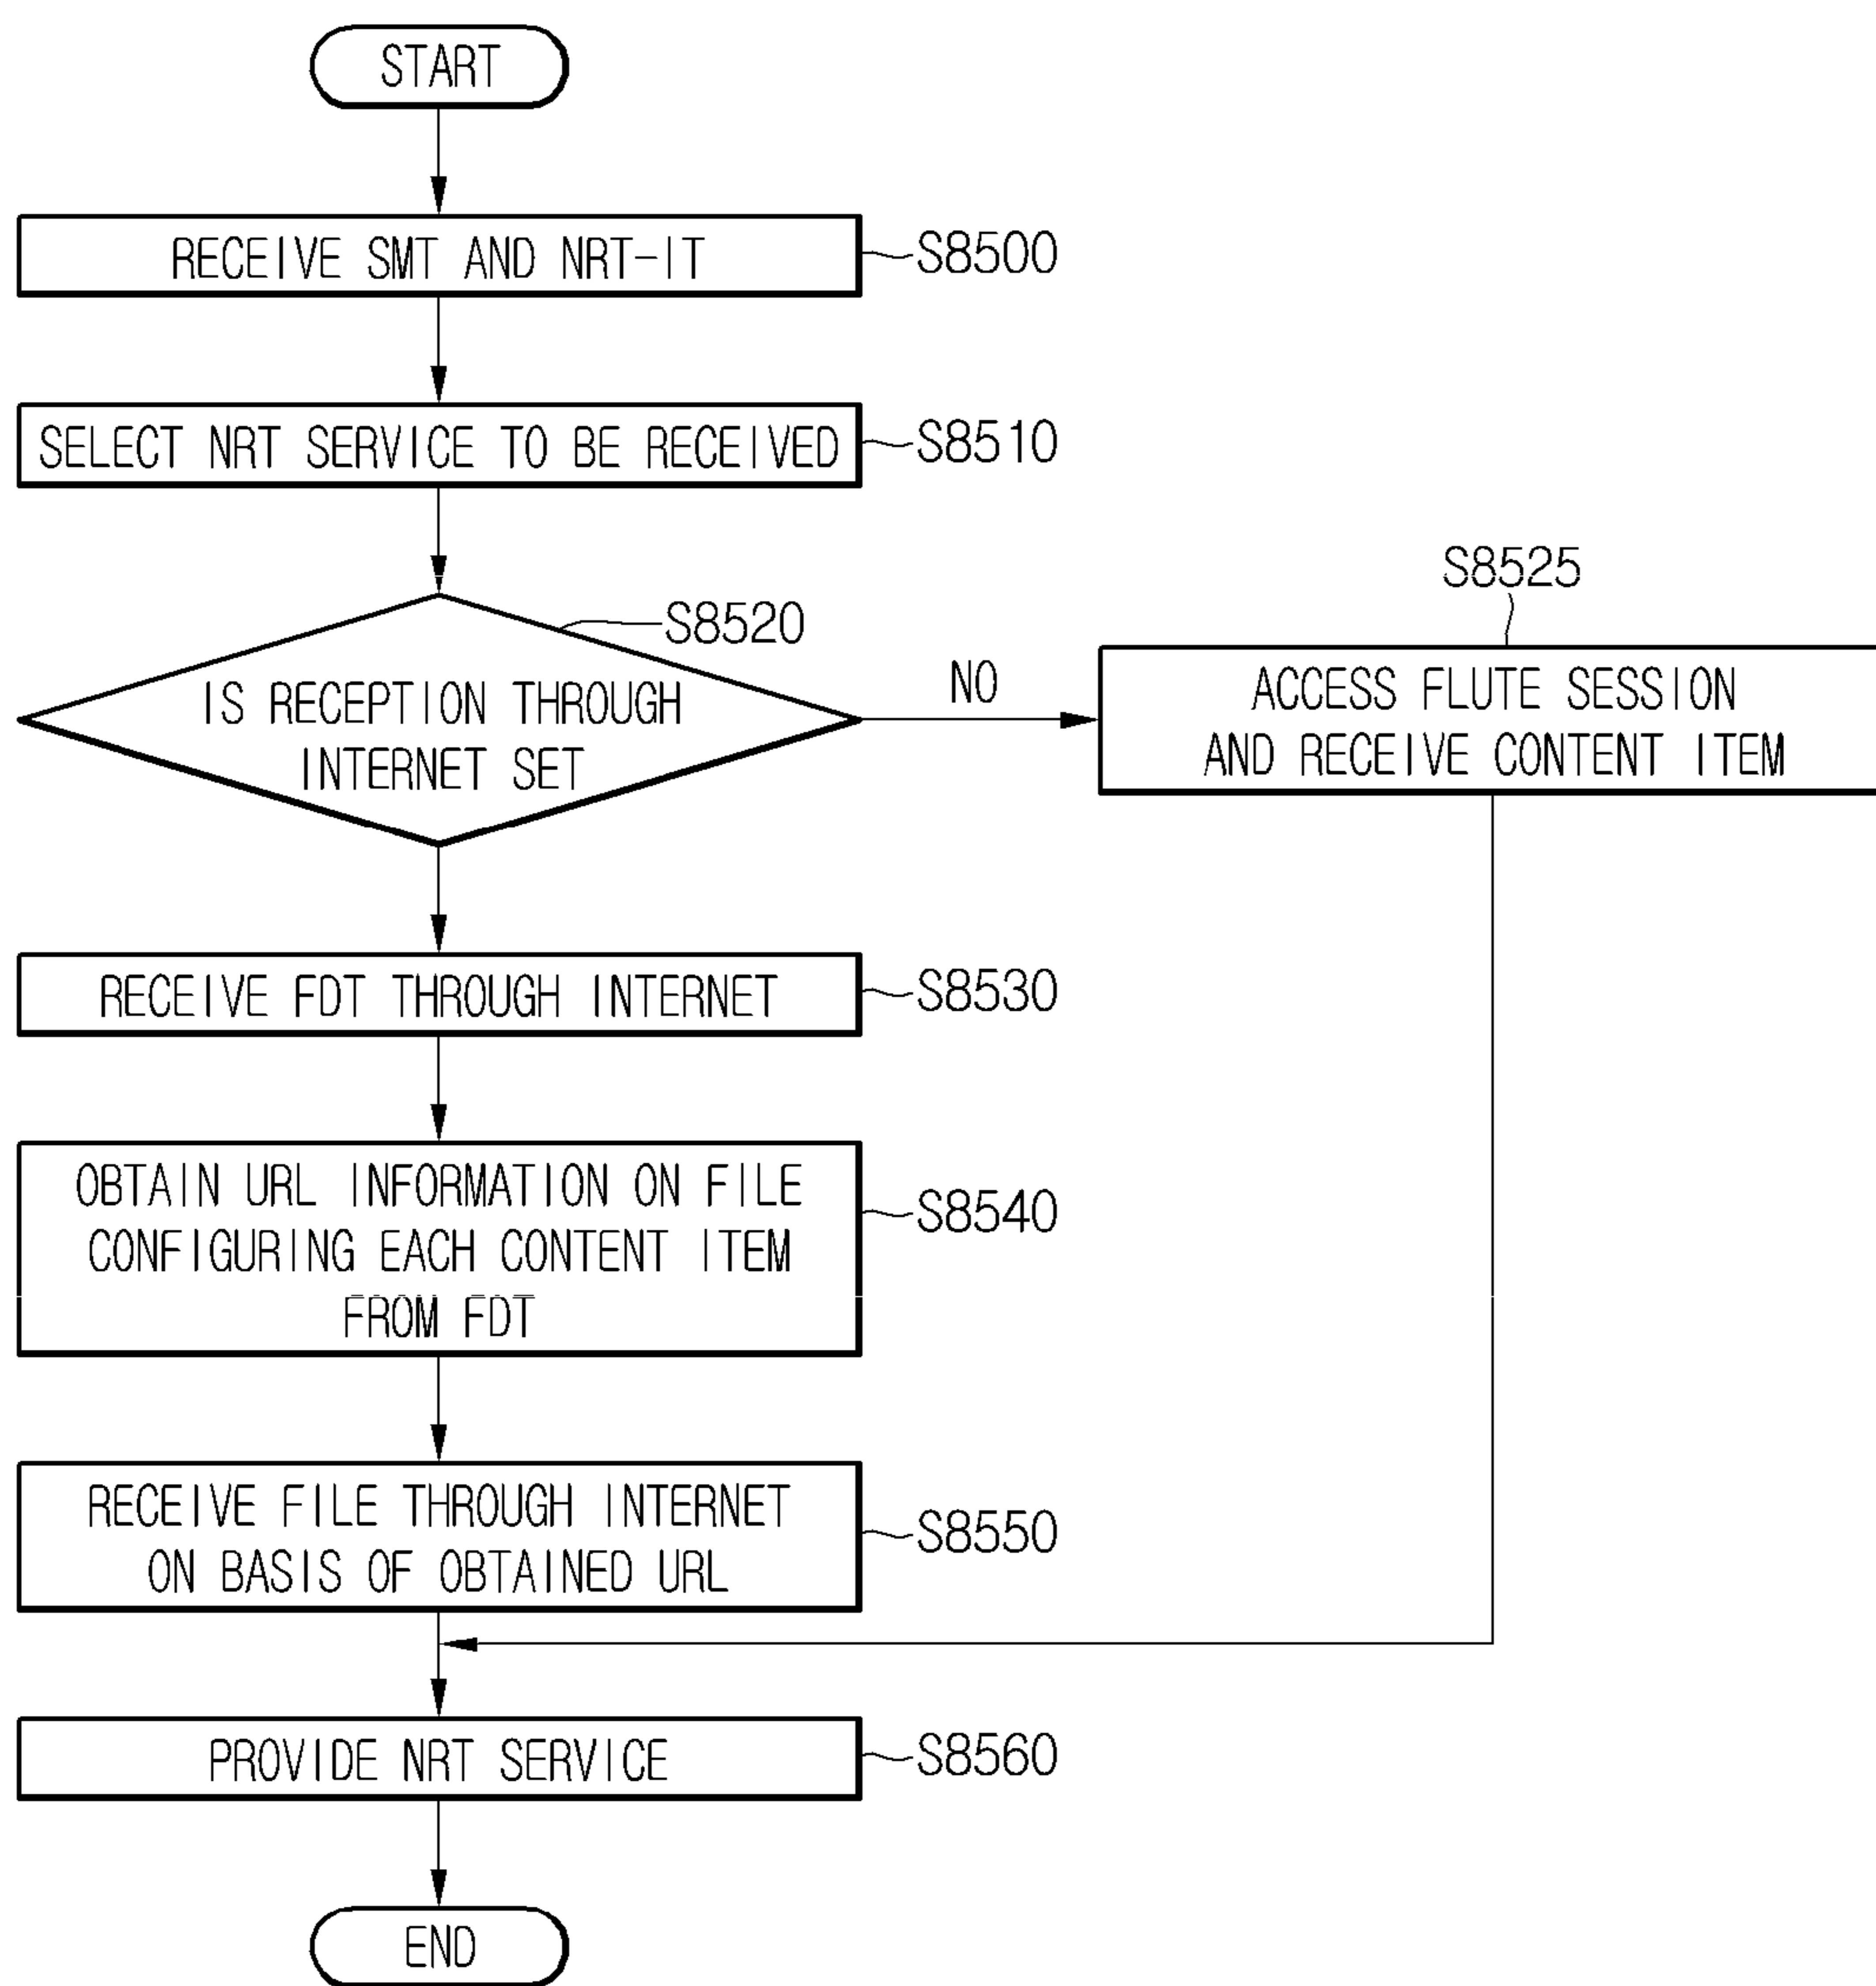 START
RECEIVE SMT AND NRT-IT
S8500
SELECT NRT SERVICE TO BE RECEIVED
S8510
S8520
IS RECEPTION THROUGH
INTERNET SET
NO
S8525
ACCESS FLUTE SESSION
AND RECEIVE CONTENT ITEM
RECEIVE FDT THROUGH INTERNET
S8530
OBTAIN URL INFORMATION ON FILE
CONFIGURING EACH CONTENT ITEM
FROM FDT
S8540
RECEIVE FILE THROUGH INTERNET
ON BASIS OF OBTAINED URL
S8550
PROVIDE NRT SERVICE
S8560
END